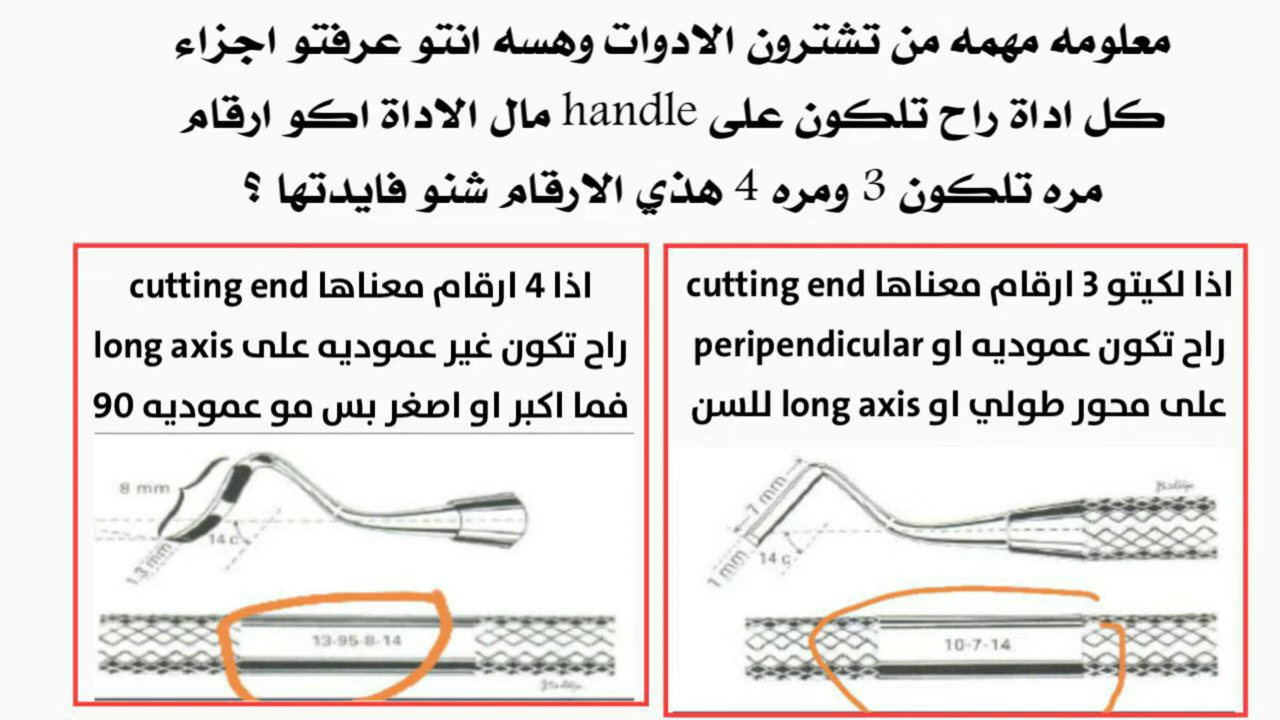 معلومه مهمه من تشترون الادوات وهسه انتو عرفتو اجزاء
كل اداة راح تلكون على handle مال الاداة اكو ارقام
مره تلكون 3 ومره 4 هذي الارقام شنو فايدتها ؟
اذا لكيتو 3 ارقام معناها cutting end
راح تكون عموديه او peripendicular
على محور طولي او long axis للسن
7 mm
1 mm
14 c
10-7-14
اذا 4 ارقام معناها cutting end
راح تكون غير عموديه على long axis
فما اكبر او اصغر بس مو عموديه 90
8 mm
1.3 mm
14 c
13-95-8-14